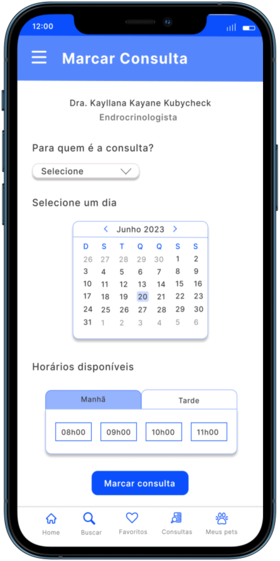 12:00
Marcar Consulta
Dra. Kayllana Kayane Kubycheck
Endrocrinologista
Para quem é a consulta?
Selecione
Selecione um dia
Junho 2023
D S T Q Q S S
26 27 28 29 30 1 2
3 4 5 6 7 8 9
10 11 12 13 14 15 16
17 18 19 20 21 22 23
24 25 26 27 28 29 30
31 1 2 3 4 5 6
Horários disponíveis
Manhã Tarde
08h00 09h00 10h00 11h00
Marcar consulta
Home Buscar Favoritos Consultas Meus pets